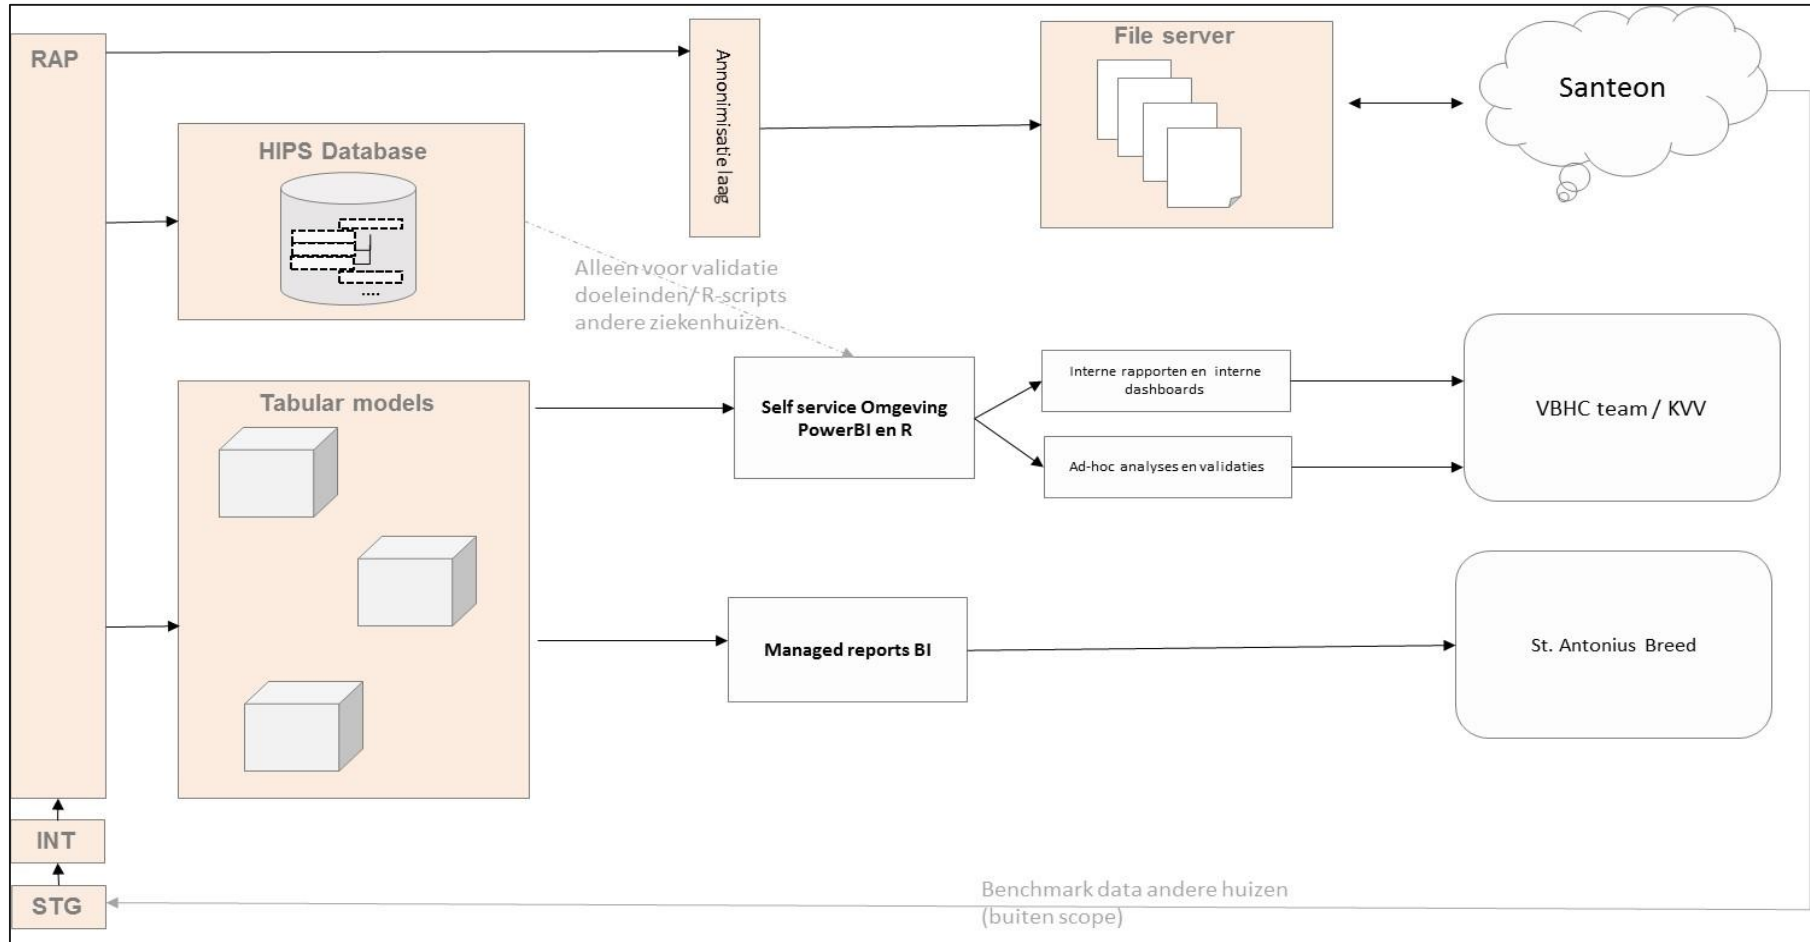 RAP
Annonimisatie laag
File server
Santeon
HIPS Database
....
Alleen voor validatie
doeleinden/ R-scripts
andere ziekenhuizen
Tabular models
Self service Omgeving
PowerBI en R
Interne rapporten en interne
dashboards
Ad-hoc analyses en validaties
VBHC team / KVV
Managed reports BI
St. Antonius Breed
INT
STG
Benchmark data andere huizen
(buiten scope)